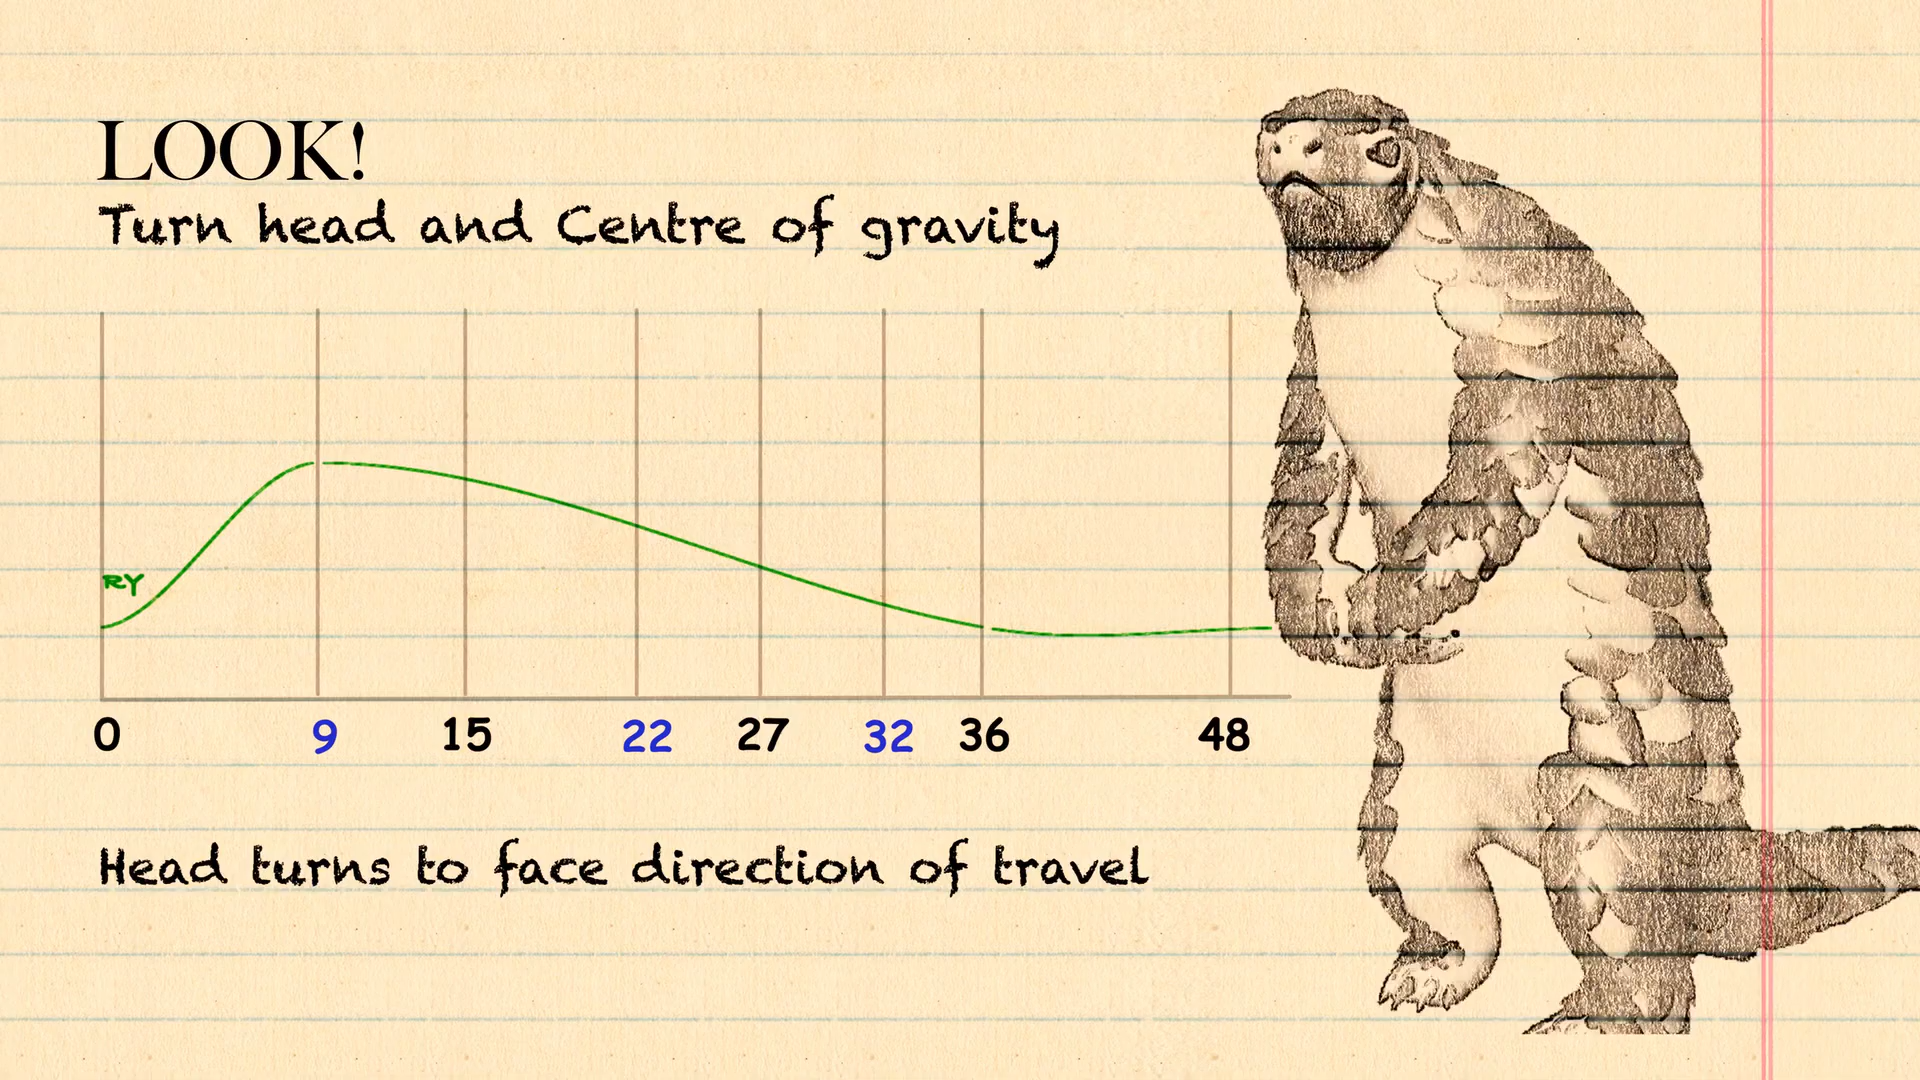 LOOK!
Turn head and Centre of gravity
RY
0 9 15 22 27 32 36 48
Head turns to face direction of travel